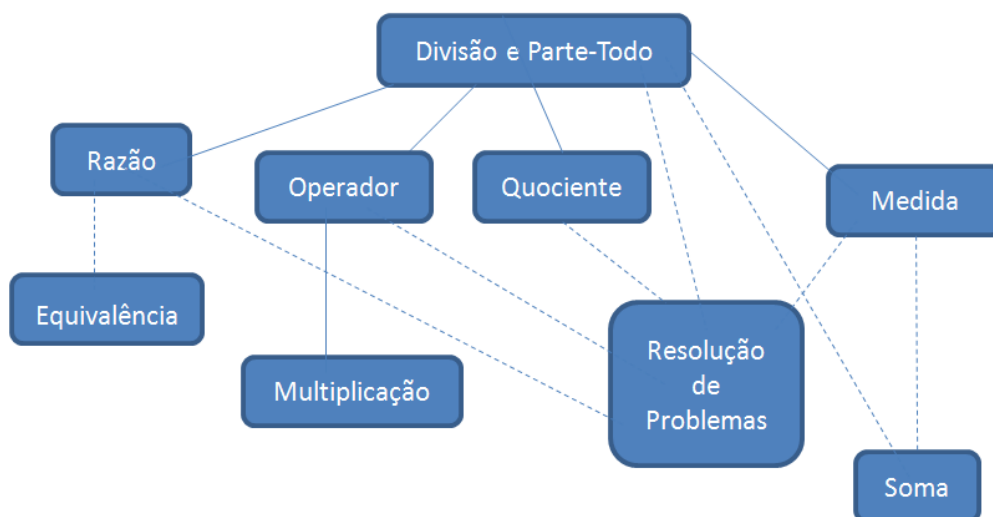 Divisão e Parte-Todo
Razão
Operador
Quociente
Medida
Equivalência
Multiplicação
Resolução
de
Problemas
Soma